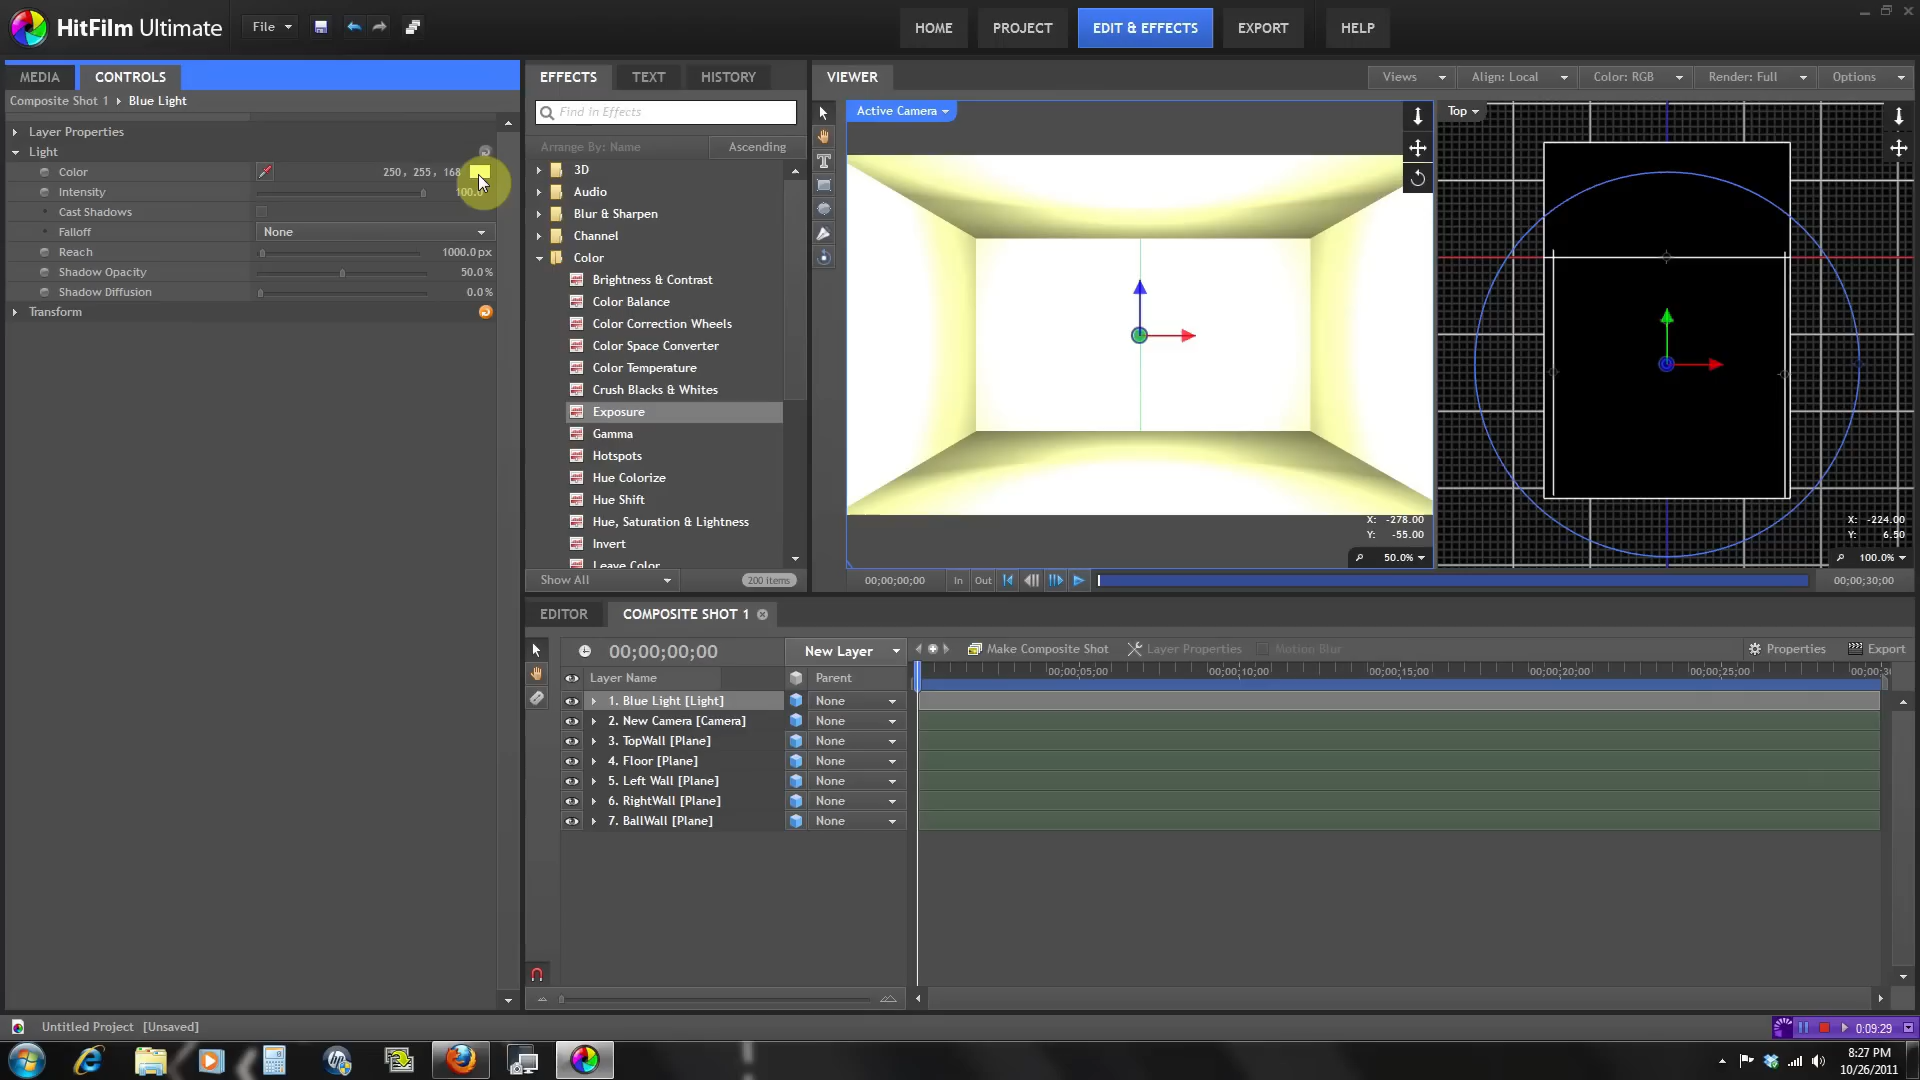 HitFilm Ultimate
File
HOME
PROJECT
EDIT & EFFECTS
EXPORT
HELP
MEDIA
CONTROLS
Composite Shot 1 Blue Light
Layer Properties
Light
Color 250, 255, 168
Intensity 100.
Cast Shadows
Falloff None
Reach 1000.0 px
Shadow Opacity 50.0%
Shadow Diffusion 0.0%
Transform
EFFECTS
TEXT
HISTORY
Find in Effects
Arrange By: Name
Ascending
3D
Audio
Blur & Sharpen
Channel
Color
Brightness & Contrast
Color Balance
Color Correction Wheels
Color Space Converter
Color Temperature
Crush Blacks & Whites
Exposure
Gamma
Hotspots
Hue Colorize
Hue Shift
Hue, Saturation & Lightness
Invert
Leave Color
Show All
200 items
VIEWER
Views
Align: Local
Color: RGB
Render: Full
Options
Active Camera
X: -278.00
Y: -55.00
50.0%
Top
X: -224.00
Y: 6.50
100.0%
00;00;00;00
In
Out
00;00;30;00
EDITOR
COMPOSITE SHOT 1
00;00;00;00
New Layer
Make Composite Shot
Layer Properties
Motion Blur
Properties
Export
Layer Name
Parent
00;00;05;00
00;00;10;00
00;00;15;00
00;00;20;00
00;00;25;00
1. Blue Light [Light] None
2. New Camera [Camera] None
3. TopWall [Plane] None
4. Floor [Plane] None
5. Left Wall [Plane] None
6. RightWall [Plane] None
7. BallWall [Plane] None
Untitled Project [Unsaved]
0:09:29
8:27 PM
10/26/2011